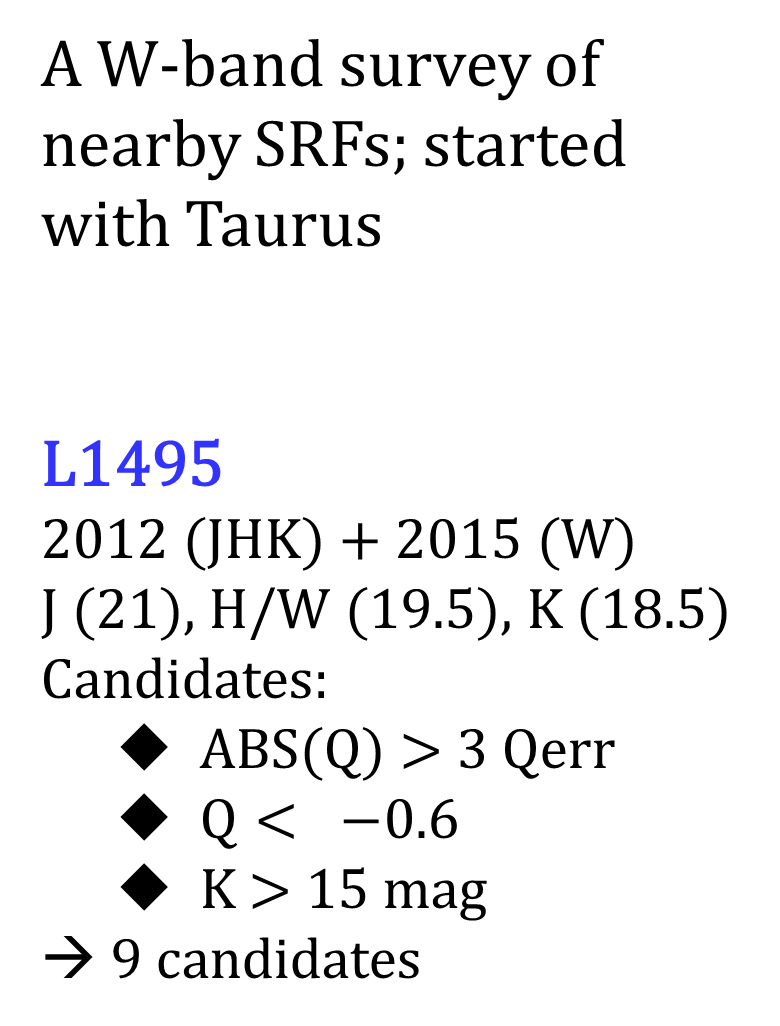 A W-band survey of
nearby SRFs; started
with Taurus
L1495
2012 (JHK) + 2015 (W)
J (21), H/W (19.5), K (18.5)
Candidates:
◆ ABS(Q) > 3 Qerr
◆ Q < −0.6
◆ K > 15 mag
→ 9 candidates